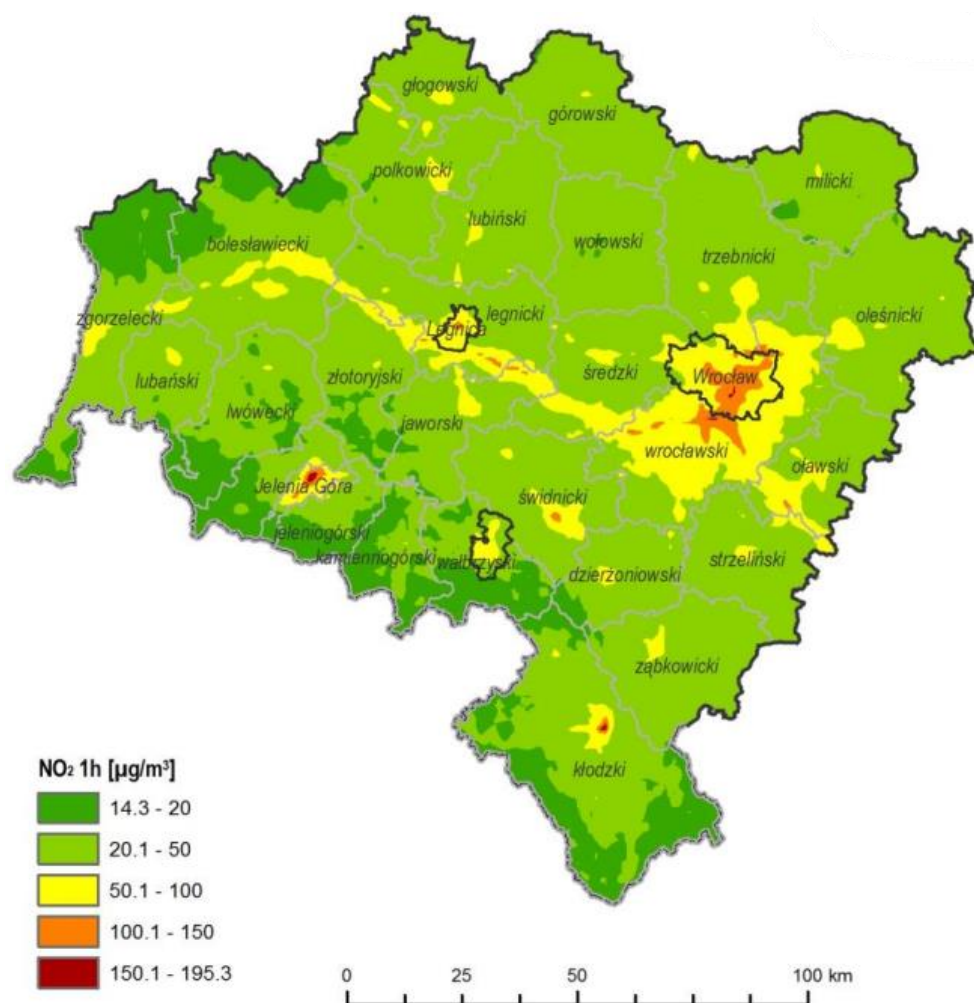 głogowski
górowski
polkowicki
milicki
lubiński
wołowski
bolesławiecki
trzebnicki
zgorzelecki
Legnica
legnicki
oleśnicki
lubański
złotoryjski
średzki
Wrocław
lwówecki
jaworski
wrocławski
oławski
Jelenia Góra
świdnicki
jeleniogórski
kamiennogórski
wałbrzyski
dzierżoniowski
strzeliński
ząbkowicki
kłodzki
NO₂ 1h [µg/m³]
14.3 - 20
20.1 - 50
50.1 - 100
100.1 - 150
150.1 - 195.3
0 25 50 100 km